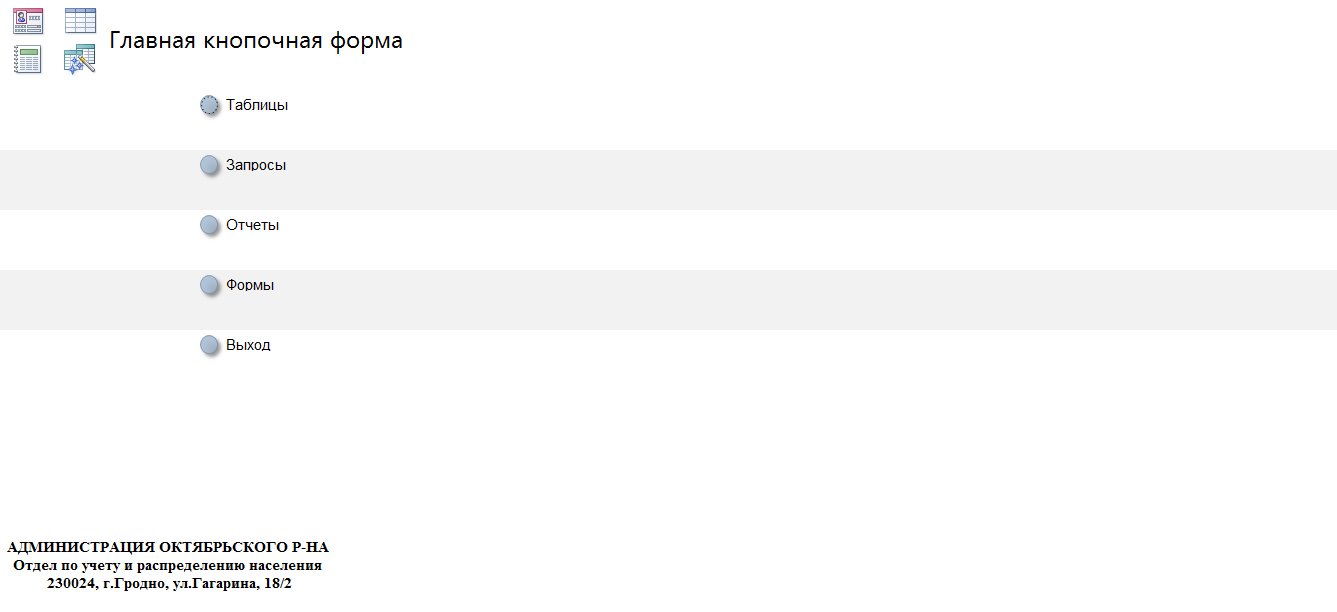 Главная кнопочная форма
Таблицы
Запросы
Отчеты
Формы
Выход
АДМИНИСТРАЦИЯ ОКТЯБРЬСКОГО Р-НА
Отдел по учету и распределению населения
230024, г.Гродно, ул.Гагарина, 18/2